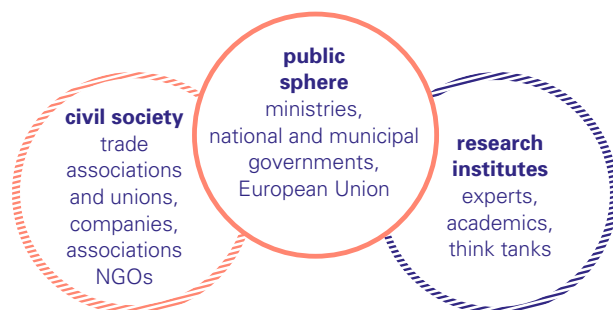 public
sphere
ministries,
national and municipal
governments,
European Union
civil society
trade
associations
and unions,
companies,
associations
NGOs
research
institutes
experts,
academics,
think tanks